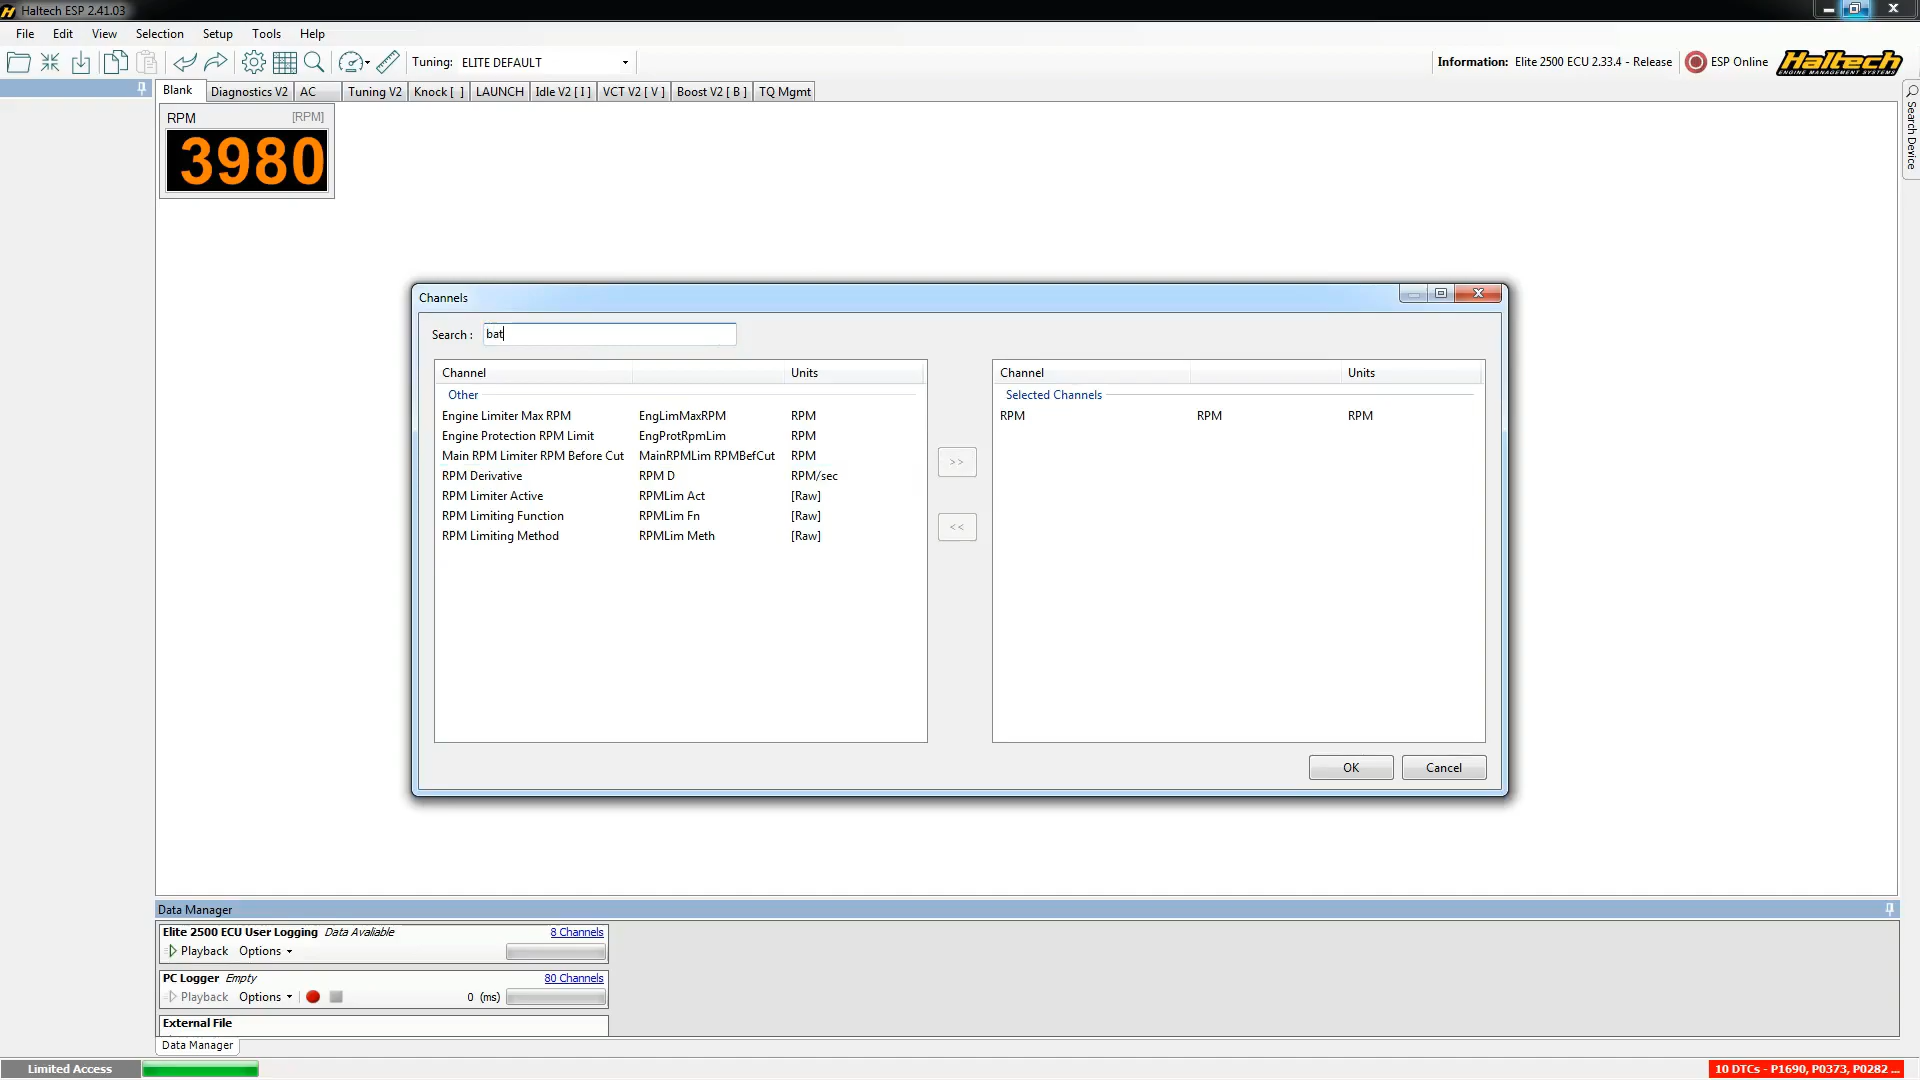 Haltech ESP 2.41.03
File Edit View Selection Setup Tools Help
Tuning: ELITE DEFAULT
Information: Elite 2500 ECU 2.33.4 - Release ESP Online Haltech
ENGINE MANAGEMENT SYSTEMS
Blank Diagnostics V2 AC Tuning V2 Knock [ ] LAUNCH Idle V2 [ I ] VCT V2 [ V ] Boost V2 [ B ] TQ Mgmt
Search Device
RPM [RPM]
3980
Channels
Search : bat
Channel Units
Other
Engine Limiter Max RPM EngLimMaxRPM RPM
Engine Protection RPM Limit EngProtRpmLim RPM
Main RPM Limiter RPM Before Cut MainRPMLim RPMBefCut RPM
RPM Derivative RPM D RPM/sec
RPM Limiter Active RPMLim Act [Raw]
RPM Limiting Function RPMLim Fn [Raw]
RPM Limiting Method RPMLim Meth [Raw]
>>
<<
Channel Units
Selected Channels
RPM RPM RPM
OK Cancel
Data Manager
Elite 2500 ECU User Logging Data Avaliable 8 Channels
Playback Options
PC Logger Empty 80 Channels
Playback Options 0 (ms)
External File
Data Manager
Limited Access
10 DTCs - P1690, P0373, P0282 ...